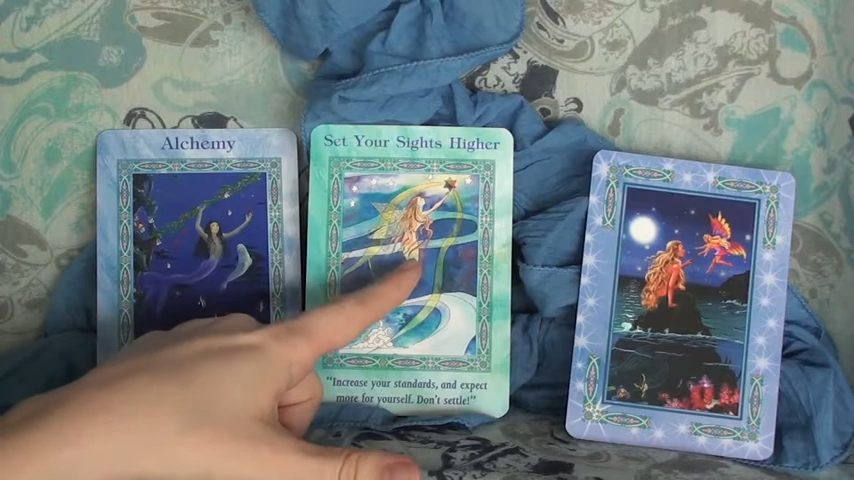 Alchemy
Set Your Sights Higher
"Increase your standards, and expect
more for yourself. Don't settle!"